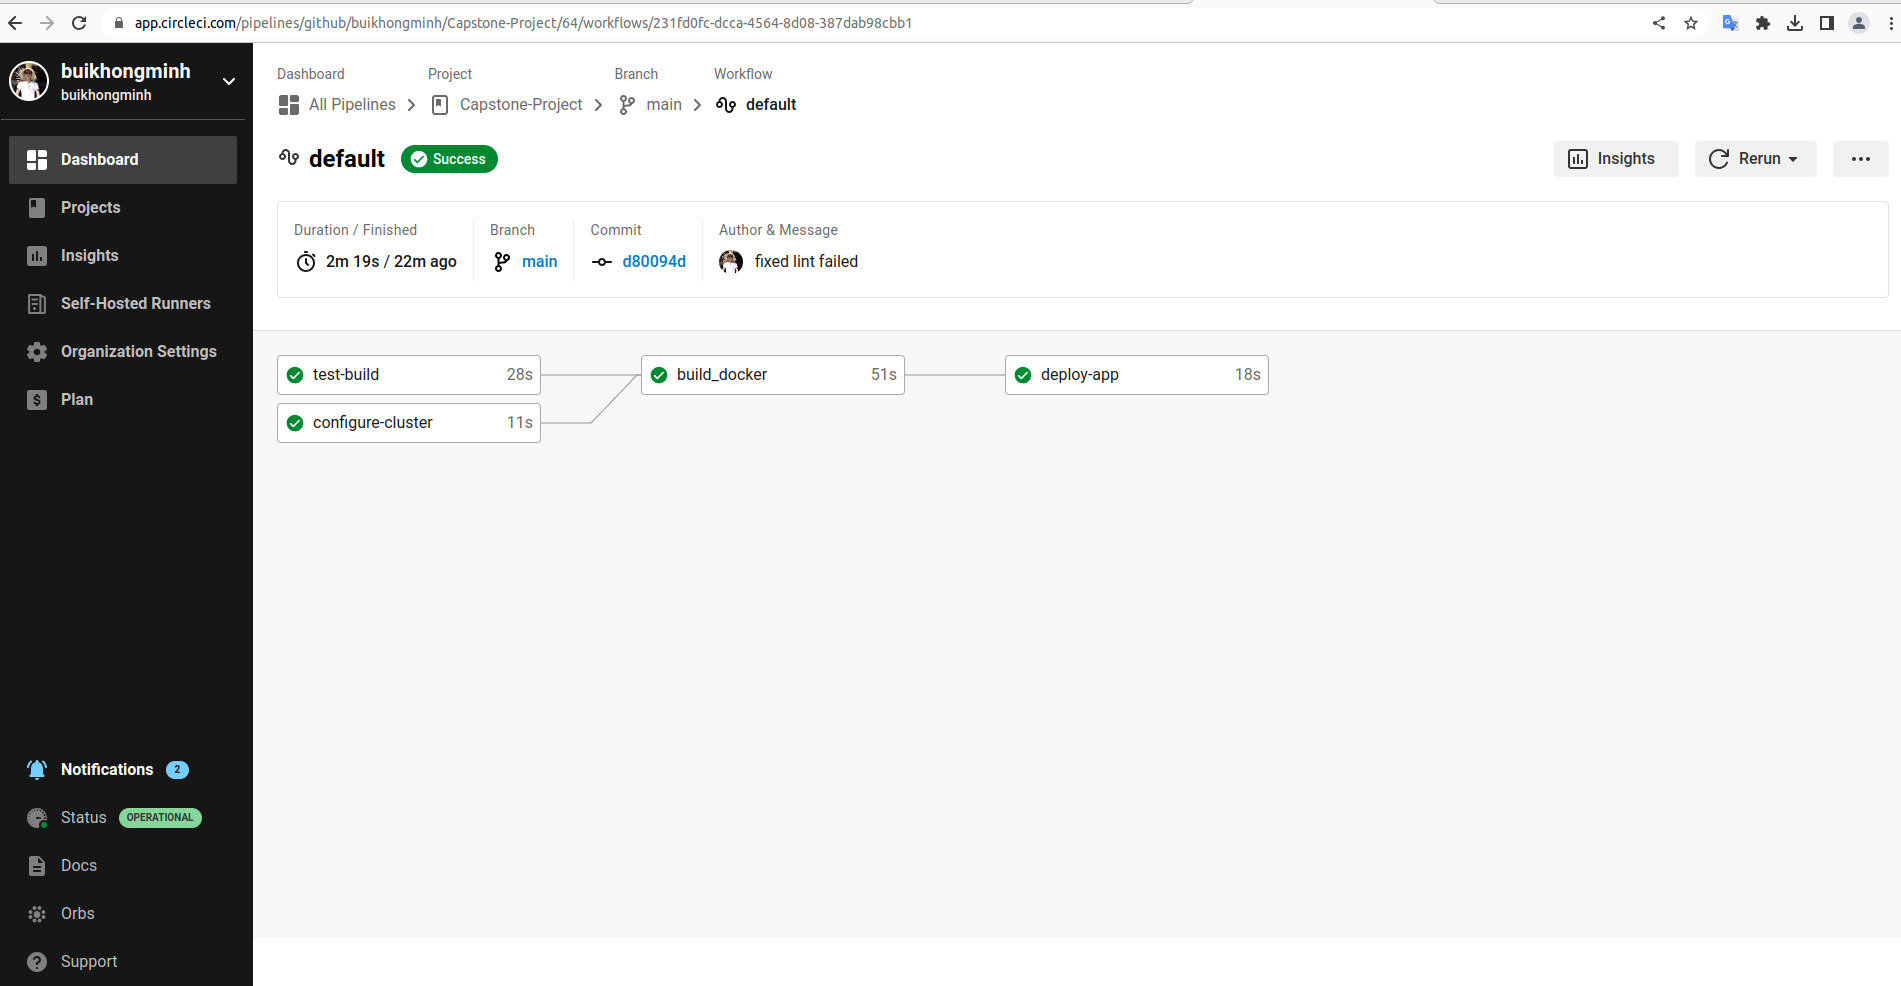 app.circleci.com/pipelines/github/buikhongminh/Capstone-Project/64/workflows/231fd0fc-dcca-4564-8d08-387dab98cbb1
buikhongminh
buikhongminh
Dashboard
Projects
Insights
Self-Hosted Runners
Organization Settings
Plan
Notifications 2
Status OPERATIONAL
Docs
Orbs
Support
Dashboard Project Branch Workflow
All Pipelines Capstone-Project main default
default Success
Insights Rerun
Duration / Finished Branch Commit Author & Message
2m 19s / 22m ago main d80094d fixed lint failed
test-build 28s build_docker 51s deploy-app 18s
configure-cluster 11s